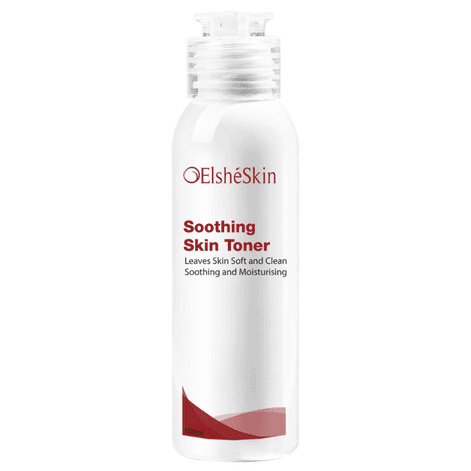 ElshéSkin
Soothing
Skin Toner
Leaves Skin Soft and Clean
Soothing and Moisturising